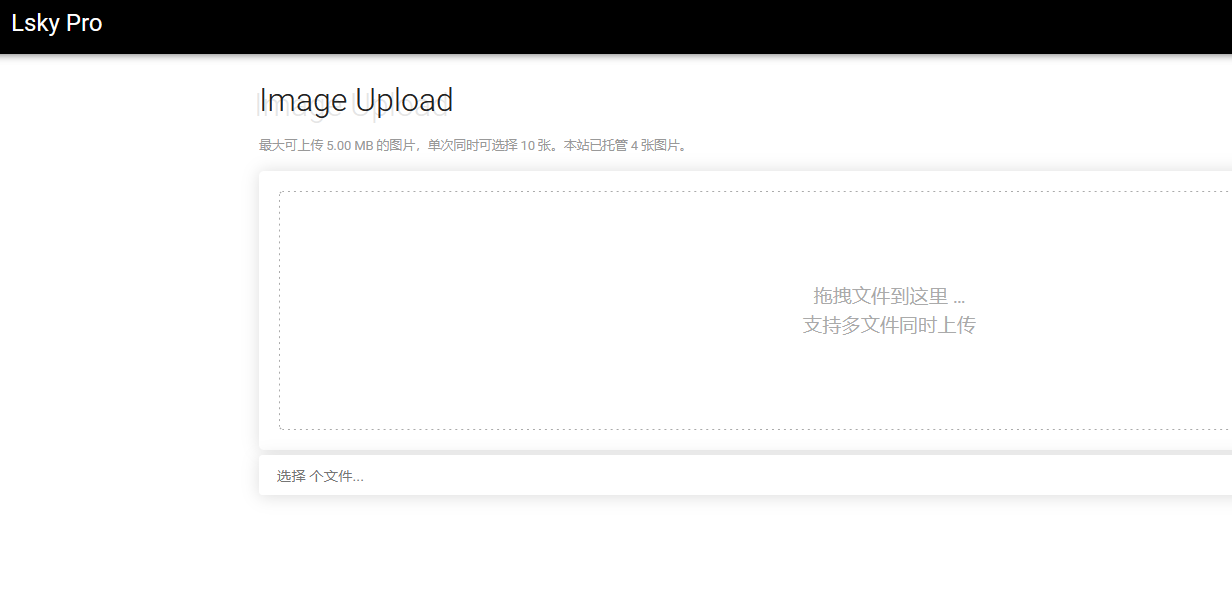 Lsky Pro
Image Upload
最大可上传 5.00 MB 的图片，单次同时可选择 10 张。本站已托管 4 张图片。
拖拽文件到这里 …
支持多文件同时上传
选择 个文件...